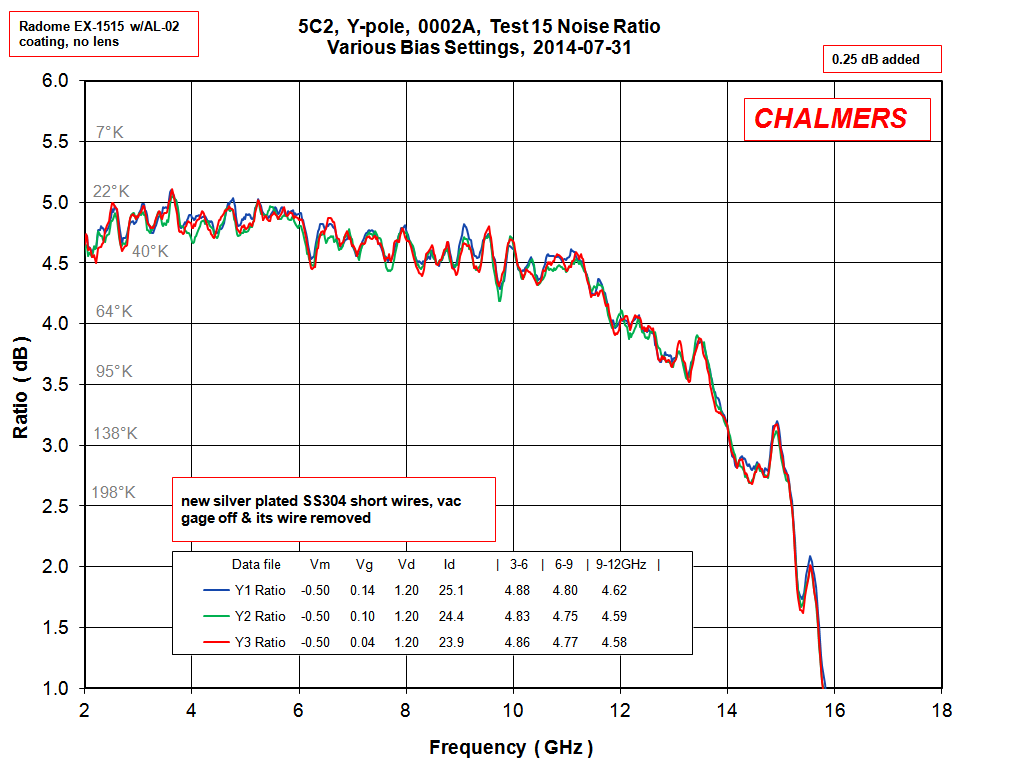 Radome EX-1515 w/AL-02
coating, no lens
5C2, Y-pole, 0002A, Test 15 Noise Ratio
Various Bias Settings, 2014-07-31
0.25 dB added
CHALMERS
6.0
5.5
5.0
4.5
4.0
3.5
3.0
2.5
2.0
1.5
1.0
Ratio ( dB )
7°K
22°K
40°K
64°K
95°K
138°K
198°K
new silver plated SS304 short wires, vac
gage off & its wire removed
Data file Vm Vg Vd Id | 3-6 | 6-9 | 9-12GHz |
Y1 Ratio -0.50 0.14 1.20 25.1 4.88 4.80 4.62
Y2 Ratio -0.50 0.10 1.20 24.4 4.83 4.75 4.59
Y3 Ratio -0.50 0.04 1.20 23.9 4.86 4.77 4.58
2 4 6 8 10 12 14 16 18
Frequency ( GHz )